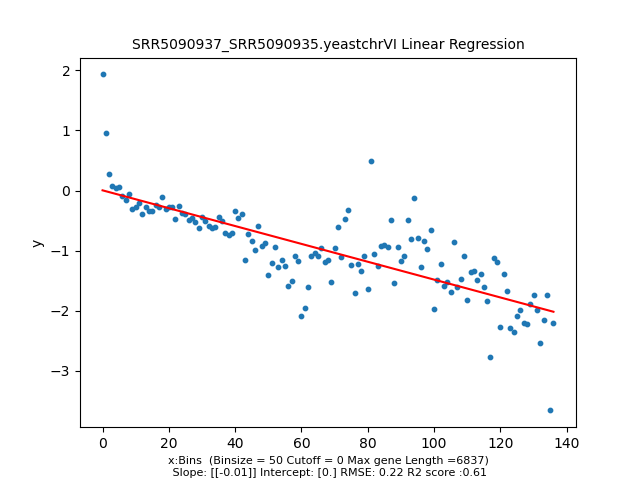 SRR5090937_SRR5090935.yeastchrVI Linear Regression
2
1
0
−1
−2
−3
y
0 20 40 60 80 100 120 140
x:Bins (Binsize = 50 Cutoff = 0 Max gene Length =6837)
Slope: [[-0.01]] Intercept: [0.] RMSE: 0.22 R2 score :0.61